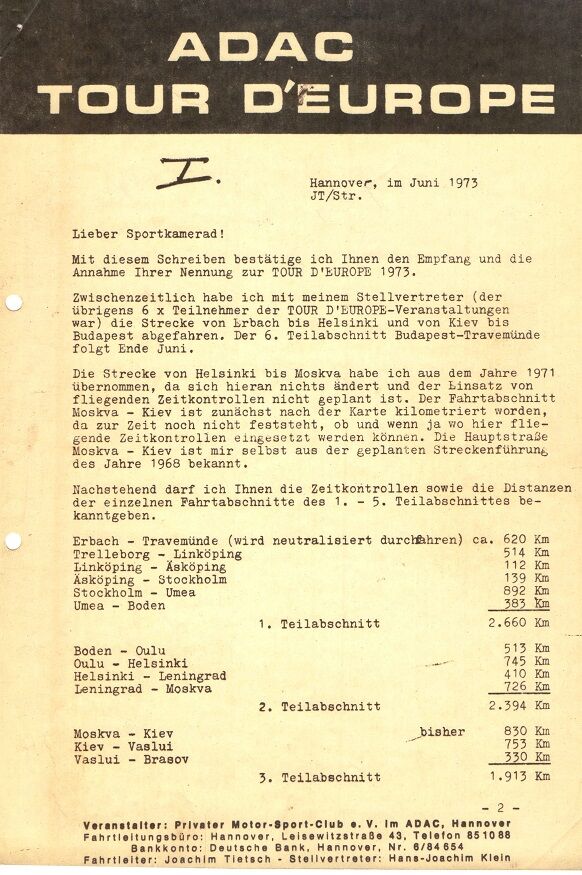 ADAC
TOUR D'EUROPE
I.
Hannover, im Juni 1973
JT/Str.
Lieber Sportkamerad!
Mit diesem Schreiben bestätige ich Ihnen den Empfang und die
Annahme Ihrer Nennung zur TOUR D'EUROPE 1973.
Zwischenzeitlich habe ich mit meinem Stellvertreter (der
übrigens 6 x Teilnehmer der TOUR D'EUROPE-Veranstaltungen
war) die Strecke von Erbach bis Helsinki und von Kiev bis
Budapest abgefahren. Der 6. Teilabschnitt Budapest-Travemünde
folgt Ende Juni.
Die Strecke von Helsinki bis Moskva habe ich aus dem Jahre 1971
übernommen, da sich hieran nichts ändert und der Einsatz von
fliegenden Zeitkontrollen nicht geplant ist. Der Fahrtabschnitt
Moskva - Kiev ist zunächst nach der Karte kilometriert worden,
da zur Zeit noch nicht feststeht, ob und wenn ja wo hier flie-
gende Zeitkontrollen eingesetzt werden können. Die Hauptstraße
Moskva - Kiev ist mir selbst aus der geplanten Streckenführung
des Jahre 1968 bekannt.
Nachstehend darf ich Ihnen die Zeitkontrollen sowie die Distanzen
der einzelnen Fahrtabschnitte des 1. - 5. Teilabschnittes be-
kanntgeben.
Erbach - Travemünde (wird neutralisiert durchfahren) ca. 620 Km
Trelleborg - Linköping 514 Km
Linköping - Äsköping 112 Km
Äsköping - Stockholm 139 Km
Stockholm - Umea 892 Km
Umea - Boden 383 Km
1. Teilabschnitt 2.660 Km
Boden - Oulu 513 Km
Oulu - Helsinki 745 Km
Helsinki - Leningrad 410 Km
Leningrad - Moskva 726 Km
2. Teilabschnitt 2.394 Km
Moskva - Kiev bisher 830 Km
Kiev - Vaslui 753 Km
Vaslui - Brasov 330 Km
3. Teilabschnitt 1.913 Km
- 2 -
Veranstalter: Privater Motor-Sport-Club e. V. im ADAC, Hannover
Fahrtleitungsbüro: Hannover, Leisewitzstraße 43, Telefon 851088
Bankkonto: Deutsche Bank, Hannover, Nr. 6/84 654
Fahrtleiter: Joachim Tietsch - Stellvertreter: Hans-Joachim Klein